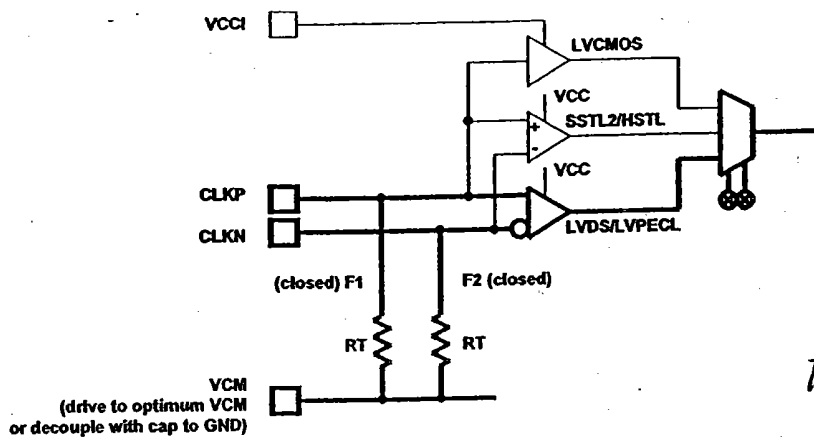 VCCI
LVCMOS
VCC
SSTL2/HSTL
+
-
VCC
CLKP
LVDS/LVPECL
CLKN
(closed) F1
F2 (closed)
RT
RT
VCM
(drive to optimum VCM
or decouple with cap to GND)